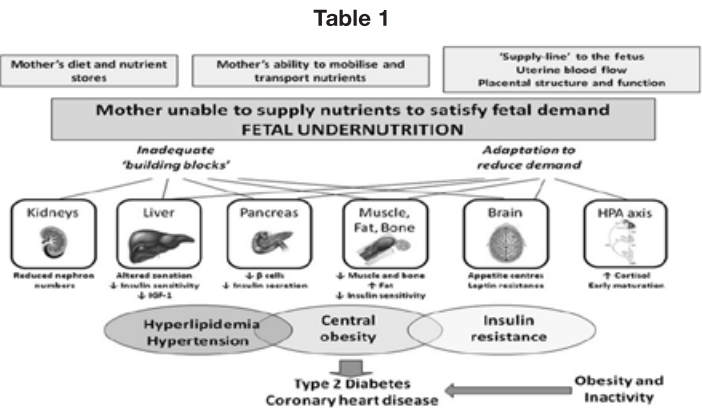 Table 1
Mother's diet and nutrient
stores
Mother's ability to mobilise and
transport nutrients
'Supply-line' to the fetus
Uterine blood flow
Placental structure and function
Mother unable to supply nutrients to satisfy fetal demand
FETAL UNDERNUTRITION
Inadequate
'building blocks'
Adaptation to
reduce demand
Kidneys
Reduced nephron
numbers
Liver
Altered zonation
↓ Insulin sensitivity
↓ IGF-1
Pancreas
↓ β cells
↓ Insulin secretion
Muscle,
Fat, Bone
↓ Muscle and bone
↑ Fat
↓ Insulin sensitivity
Brain
Appetite centres
Leptin resistance
HPA axis
↑ Cortisol
Early maturation
Hyperlipidemia
Hypertension
Central
obesity
Insulin
resistance
Type 2 Diabetes
Coronary heart disease
Obesity and
Inactivity